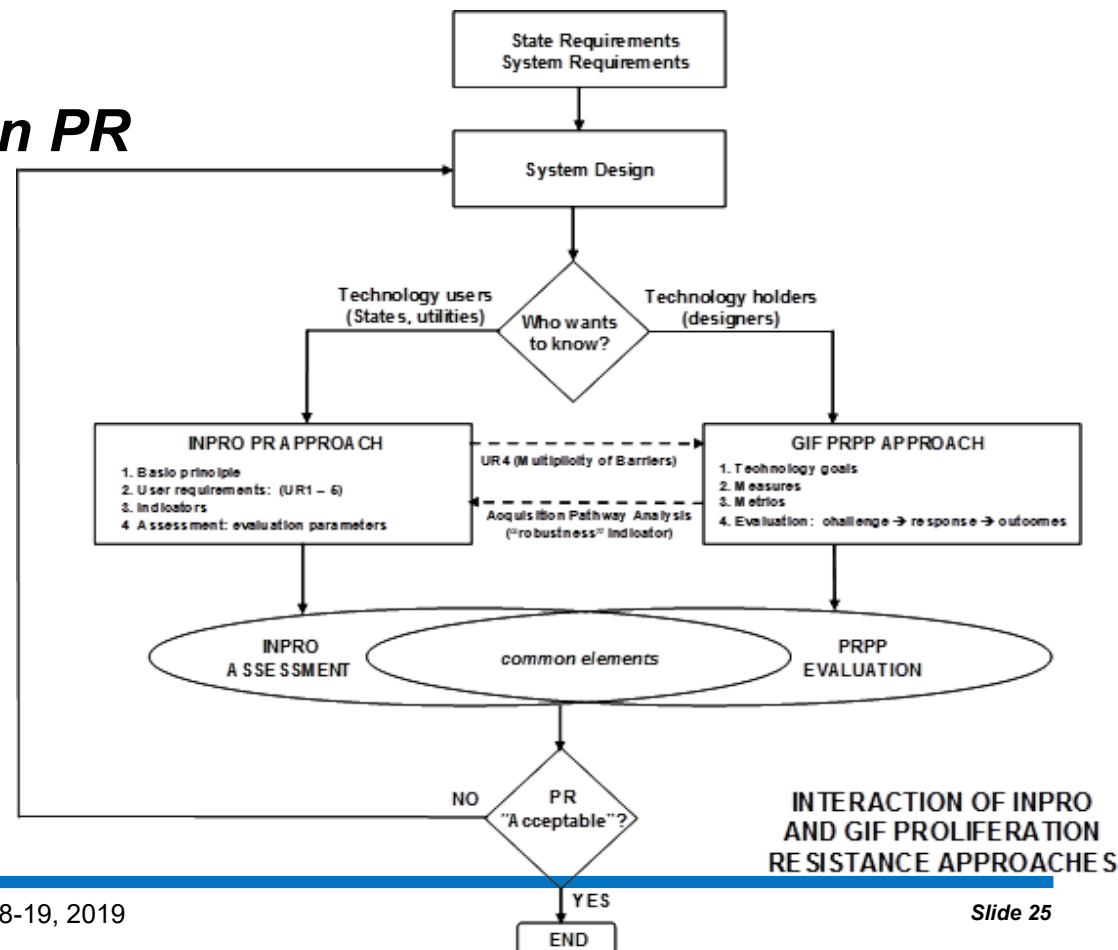 n PR
State Requirements
System Requirements
System Design
Who wants
to know?
Technology users
(States, utilities)
Technology holders
(designers)
INPRO PR APPROACH
1. Basic principle
2. User requirements: (UR1 – 5)
3. Indicators
4 Assessment: evaluation parameters
UR4 (Multiplicity of Barriers)
Acquisition Pathway Analysis
("robustness" Indicator)
GIF PRPP APPROACH
1. Technology goals
2. Measures
3. Metrics
4. Evaluation: challenge → response → outcomes
INPRO
ASSESSMENT
common elements
PRPP
EVALUATION
PR
"Acceptable"?
NO
YES
END
INTERACTION OF INPRO
AND GIF PROLIFERATION
RESISTANCE APPROACHES
8-19, 2019
Slide 25